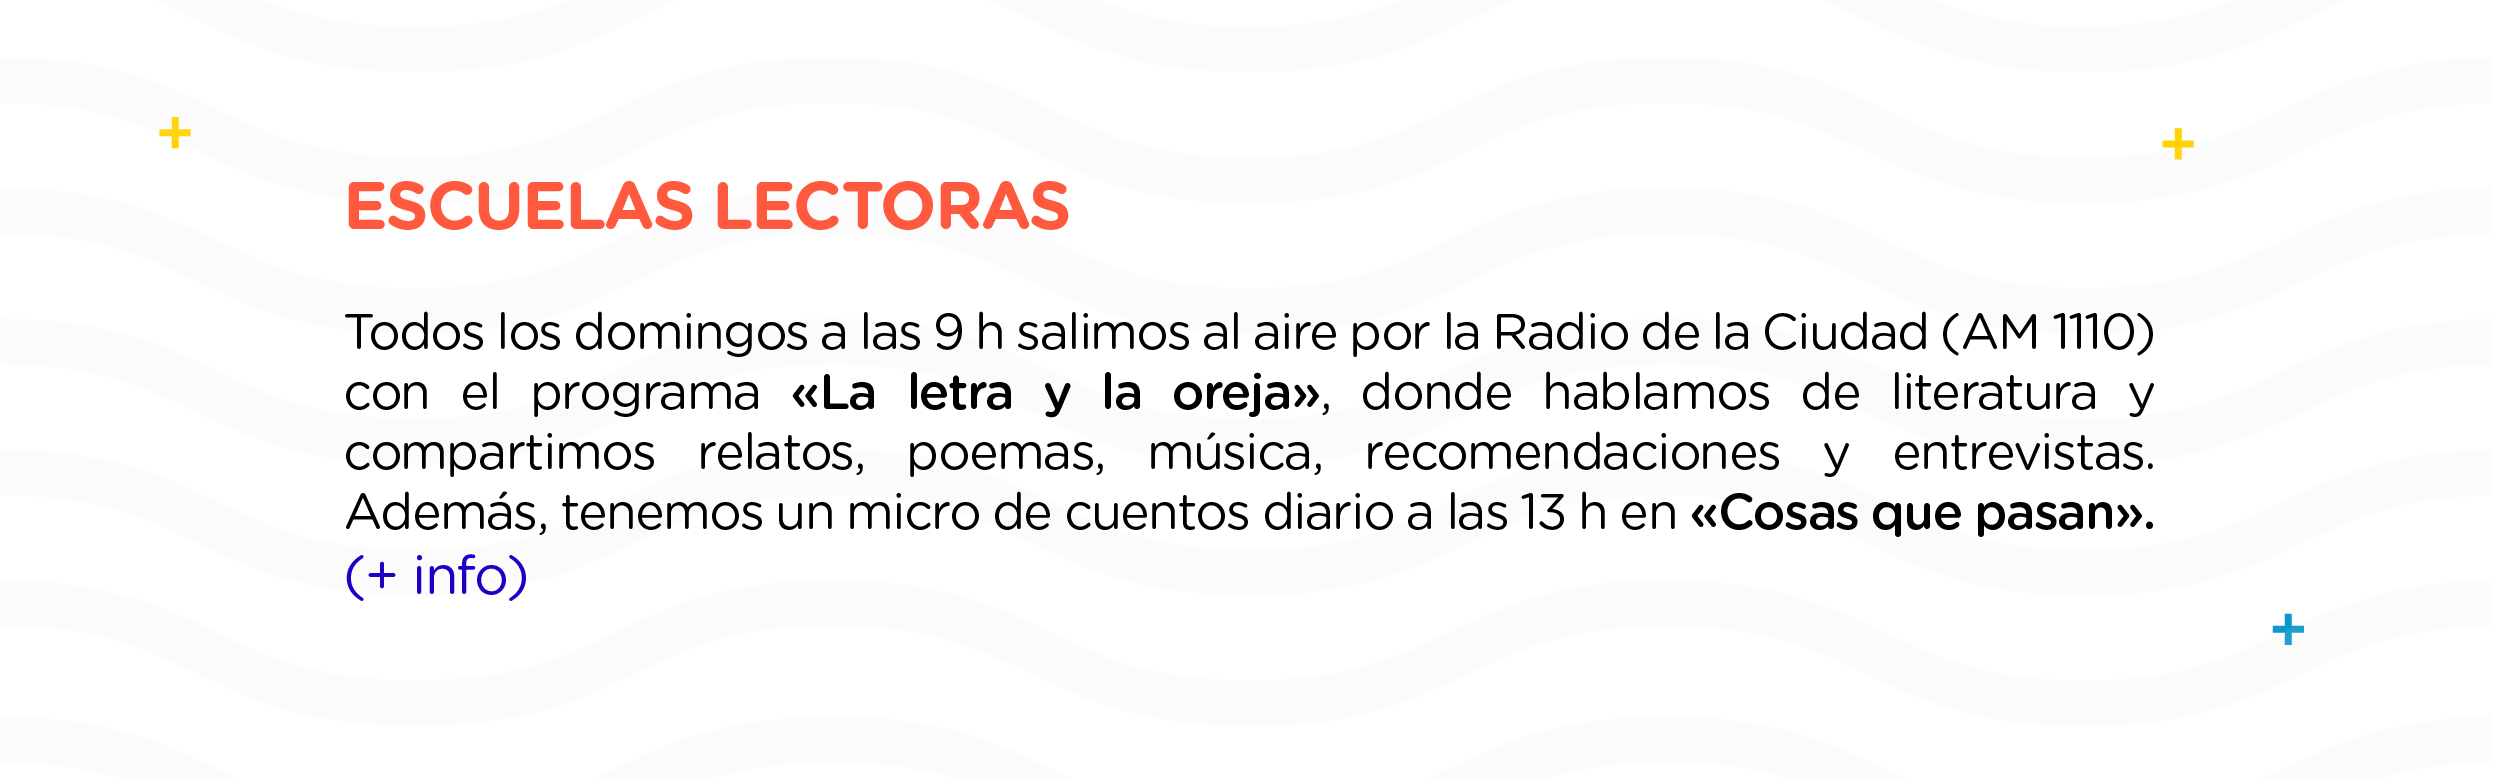 ESCUELAS LECTORAS
Todos los domingos a las 9 h salimos al aire por la Radio de la Ciudad (AM 1110)
con el programa «La letra y la oreja», donde hablamos de literatura y
compartimos relatos, poemas, música, recomendaciones y entrevistas.
Además, tenemos un micro de cuentos diario a las 13 h en «Cosas que pasan».
(+ info)